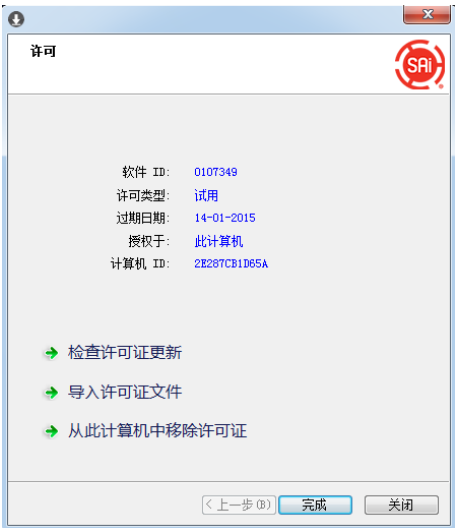 许可
SAi
软件 ID: 0107349
许可类型: 试用
过期日期: 14-01-2015
授权于: 此计算机
计算机 ID: 2E287CB1D65A
检查许可证更新
导入许可证文件
从此计算机中移除许可证
<上一步(B) 完成 关闭